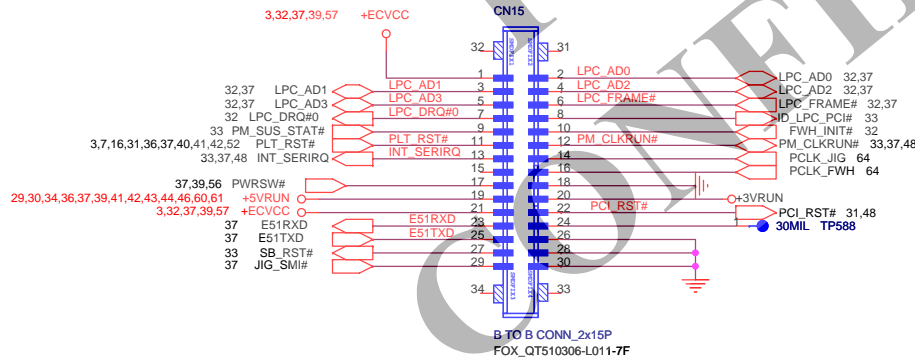 CN15
3,32,37,39,57 +ECVCC
32 31
1 2 LPC_AD0 LPC_AD0 32,37
32,37 LPC_AD1 LPC_AD1 3 4 LPC_AD2 LPC_AD2 32,37
32,37 LPC_AD3 LPC_AD3 5 6 LPC_FRAME# LPC_FRAME# 32,37
32 LPC_DRQ#0 LPC_DRQ#0 7 8 ID_LPC_PCI# 33
33 PM_SUS_STAT# 9 10 FWH_INIT# 32
3,7,16,31,36,37,40,41,42,52 PLT_RST# PLT_RST# 11 12 PM_CLKRUN# PM_CLKRUN# 33,37,48
33,37,48 INT_SERIRQ INT_SERIRQ 13 14 PCLK_JIG 64
15 16 PCLK_FWH 64
37,39,56 PWRSW# 17 18
29,30,34,36,37,39,41,42,43,44,46,60,61 +5VRUN 19 20 +3VRUN
3,32,37,39,57 +ECVCC 21 22 PCI_RST# PCI_RST# 31,48
37 E51RXD E51RXD 23 24 1 30MIL TP588
37 E51TXD E51TXD 25 26
33 SB_RST# 27 28
37 JIG_SMI# 29 30
34 33
B TO B CONN_2x15P
FOX_QT510306-L011-7F